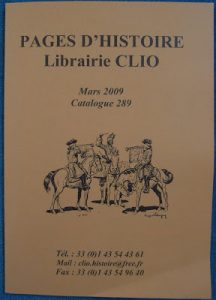 PAGES D'HISTOIRE
Librairie CLIO
Mars 2009
Catalogue 289
Tél. : 33 (0)1 43 54 43 61
Mail : clio.histoire@free.fr
Fax : 33 (0)1 43 54 96 40